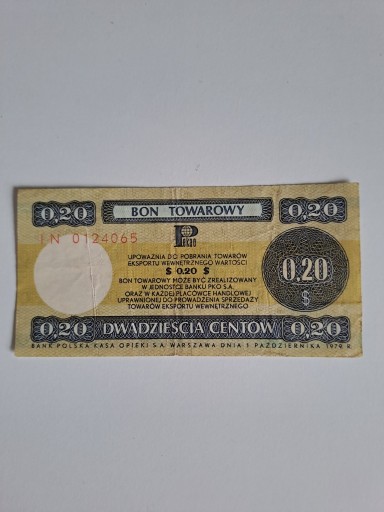 0,20 BON TOWAROWY 0,20
IN 0124065
Pekao
UPOWAŻNIA DO POBRANIA TOWARÓW
EKSPORTU WEWNĘTRZNEGO WARTOŚCI
$ 0.20 $
BON TOWAROWY MOŻE BYĆ ZREALIZOWANY
W JEDNOSTCE BANKU PKO S.A.
ORAZ W KAŻDEJ PLACÓWCE HANDLOWEJ
UPRAWNIONEJ DO PROWADZENIA SPRZEDAŻY
TOWARÓW EKSPORTU WEWNĘTRZNEGO
0,20
$
0,20 DWADZIEŚCIA CENTÓW 0,20
BANK POLSKA KASA OPIEKI S.A. WARSZAWA DNIA 1 PAŹDZIERNIKA 1979 R.